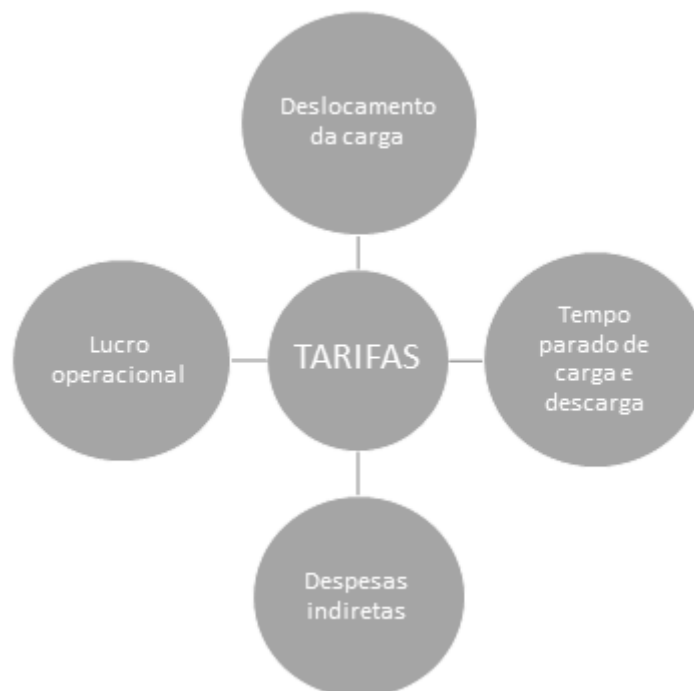 Deslocamento
da carga
Lucro
operacional
TARIFAS
Tempo
parado de
carga e
descarga
Despesas
indiretas